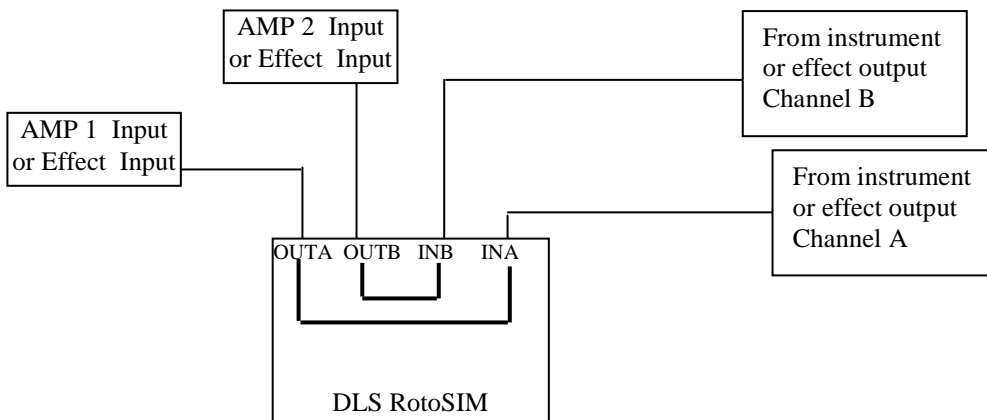 AMP 2 Input
or Effect Input
From instrument
or effect output
Channel B
AMP 1 Input
or Effect Input
From instrument
or effect output
Channel A
OUTA OUTB INB INA
DLS RotoSIM